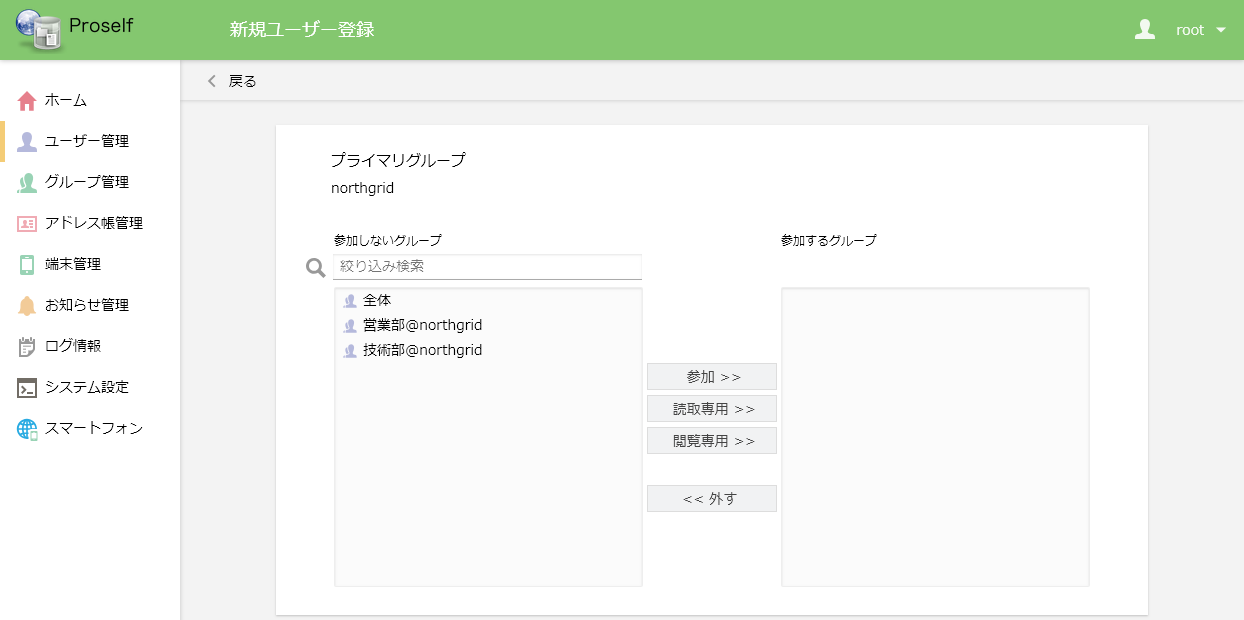 Proself
新規ユーザー登録
root
戻る
ホーム
ユーザー管理
グループ管理
アドレス帳管理
端末管理
お知らせ管理
ログ情報
システム設定
スマートフォン
プライマリグループ
northgrid
参加しないグループ
絞り込み検索
全体
営業部@northgrid
技術部@northgrid
参加 >>
読取専用 >>
閲覧専用 >>
<< 外す
参加するグループ